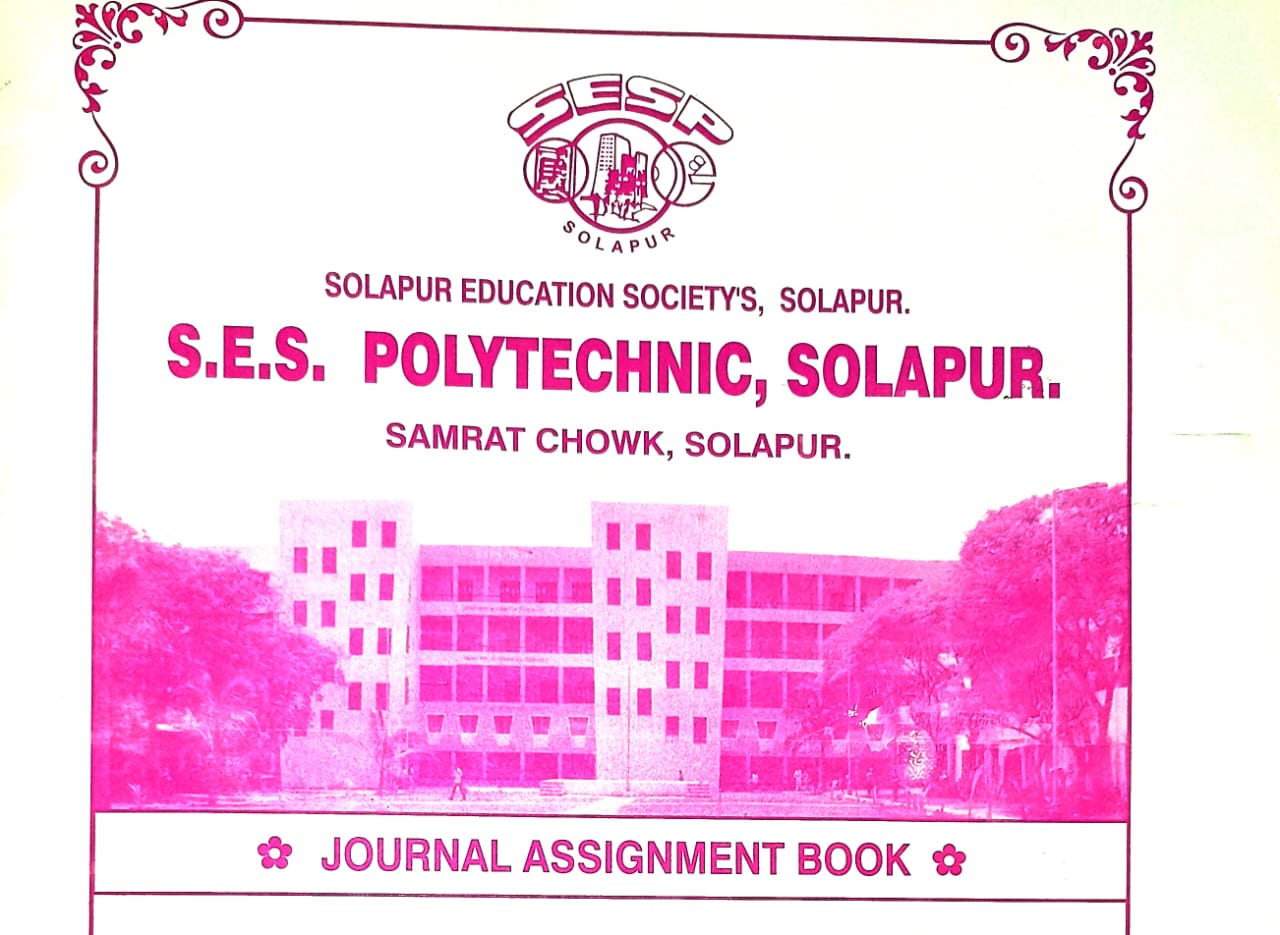 SESP
SOLAPUR
SOLAPUR EDUCATION SOCIETY'S, SOLAPUR.
S.E.S. POLYTECHNIC, SOLAPUR.
SAMRAT CHOWK, SOLAPUR.
JOURNAL ASSIGNMENT BOOK